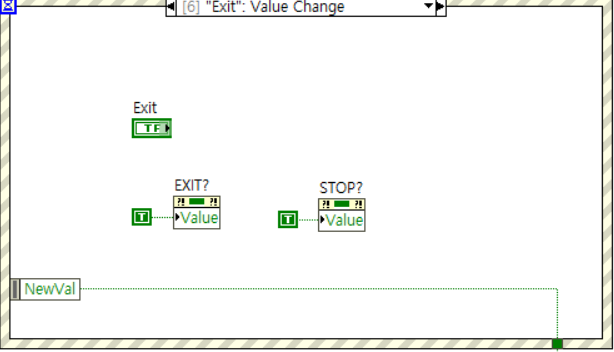 [6] "Exit": Value Change
Exit
TF
EXIT?
STOP?
?! ?!
?! ?!
T
Value
T
Value
NewVal